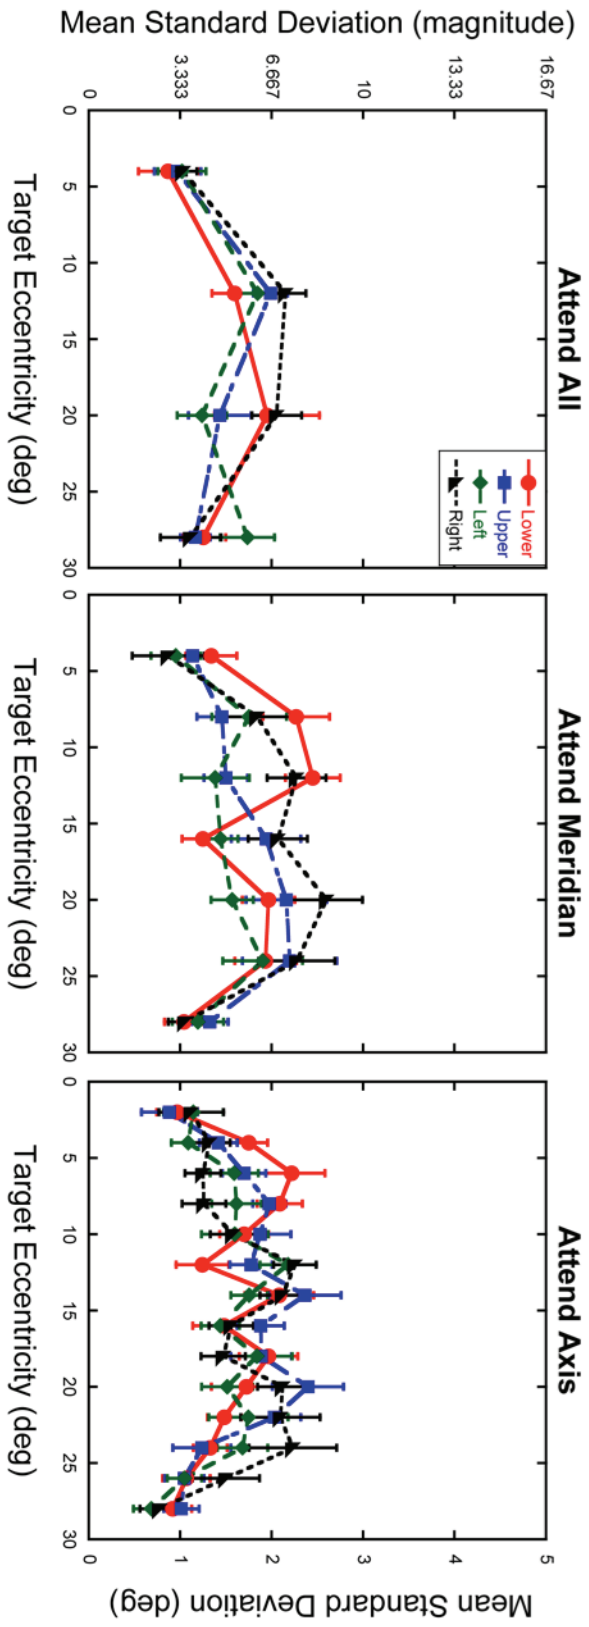 Attend All
Attend Meridian
Attend Axis
Mean Standard Deviation (magnitude)
16.67
13.33
10
6.667
3.333
0
Lower
Upper
Left
Right
5
4
3
2
1
0
Mean Standard Deviation (deg)
0 5 10 15 20 25 30
0 5 10 15 20 25 30
0 5 10 15 20 25 30
Target Eccentricity (deg)
Target Eccentricity (deg)
Target Eccentricity (deg)